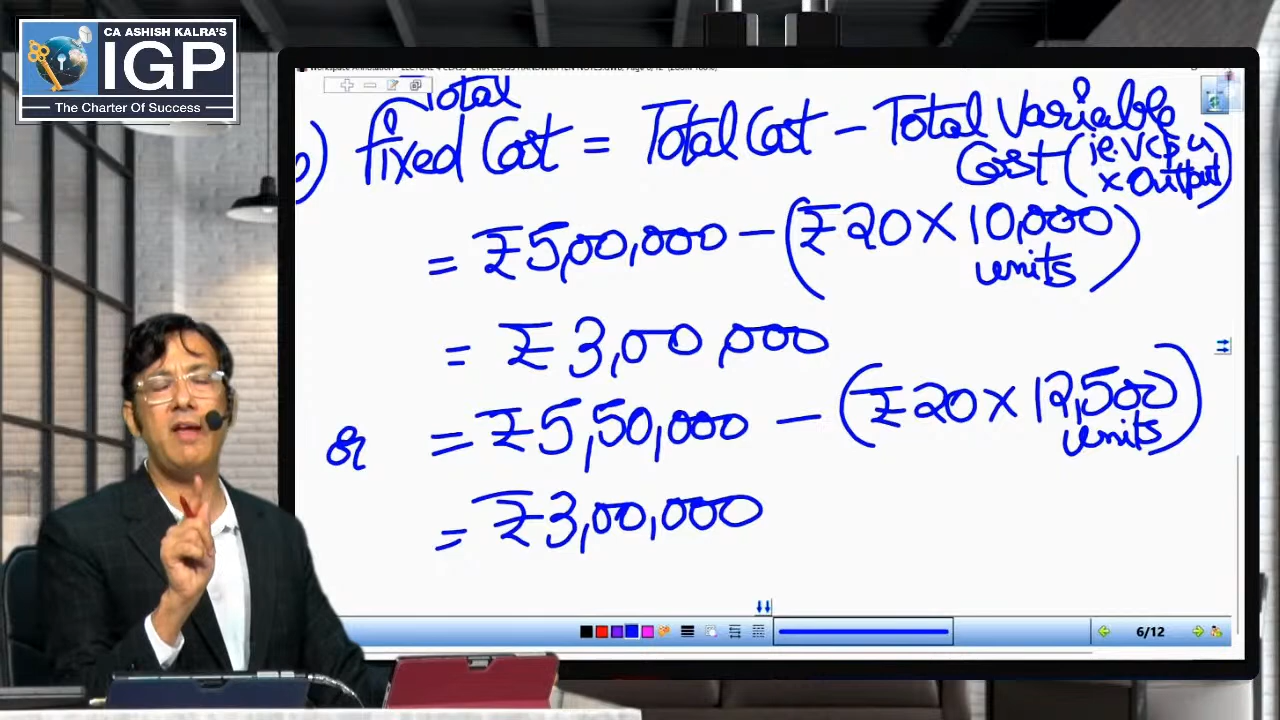 CA ASHISH KALRA'S
IGP
The Charter Of Success
Total
b) fixed Cost = Total Cost - Total Variable
Cost (ie. VCp.u
x Output)
= ₹5,00,000 - (₹20 × 10,000
units)
= ₹3,00,000
or = ₹5,50,000 - (₹20 × 12,500
units)
= ₹3,00,000
6/12